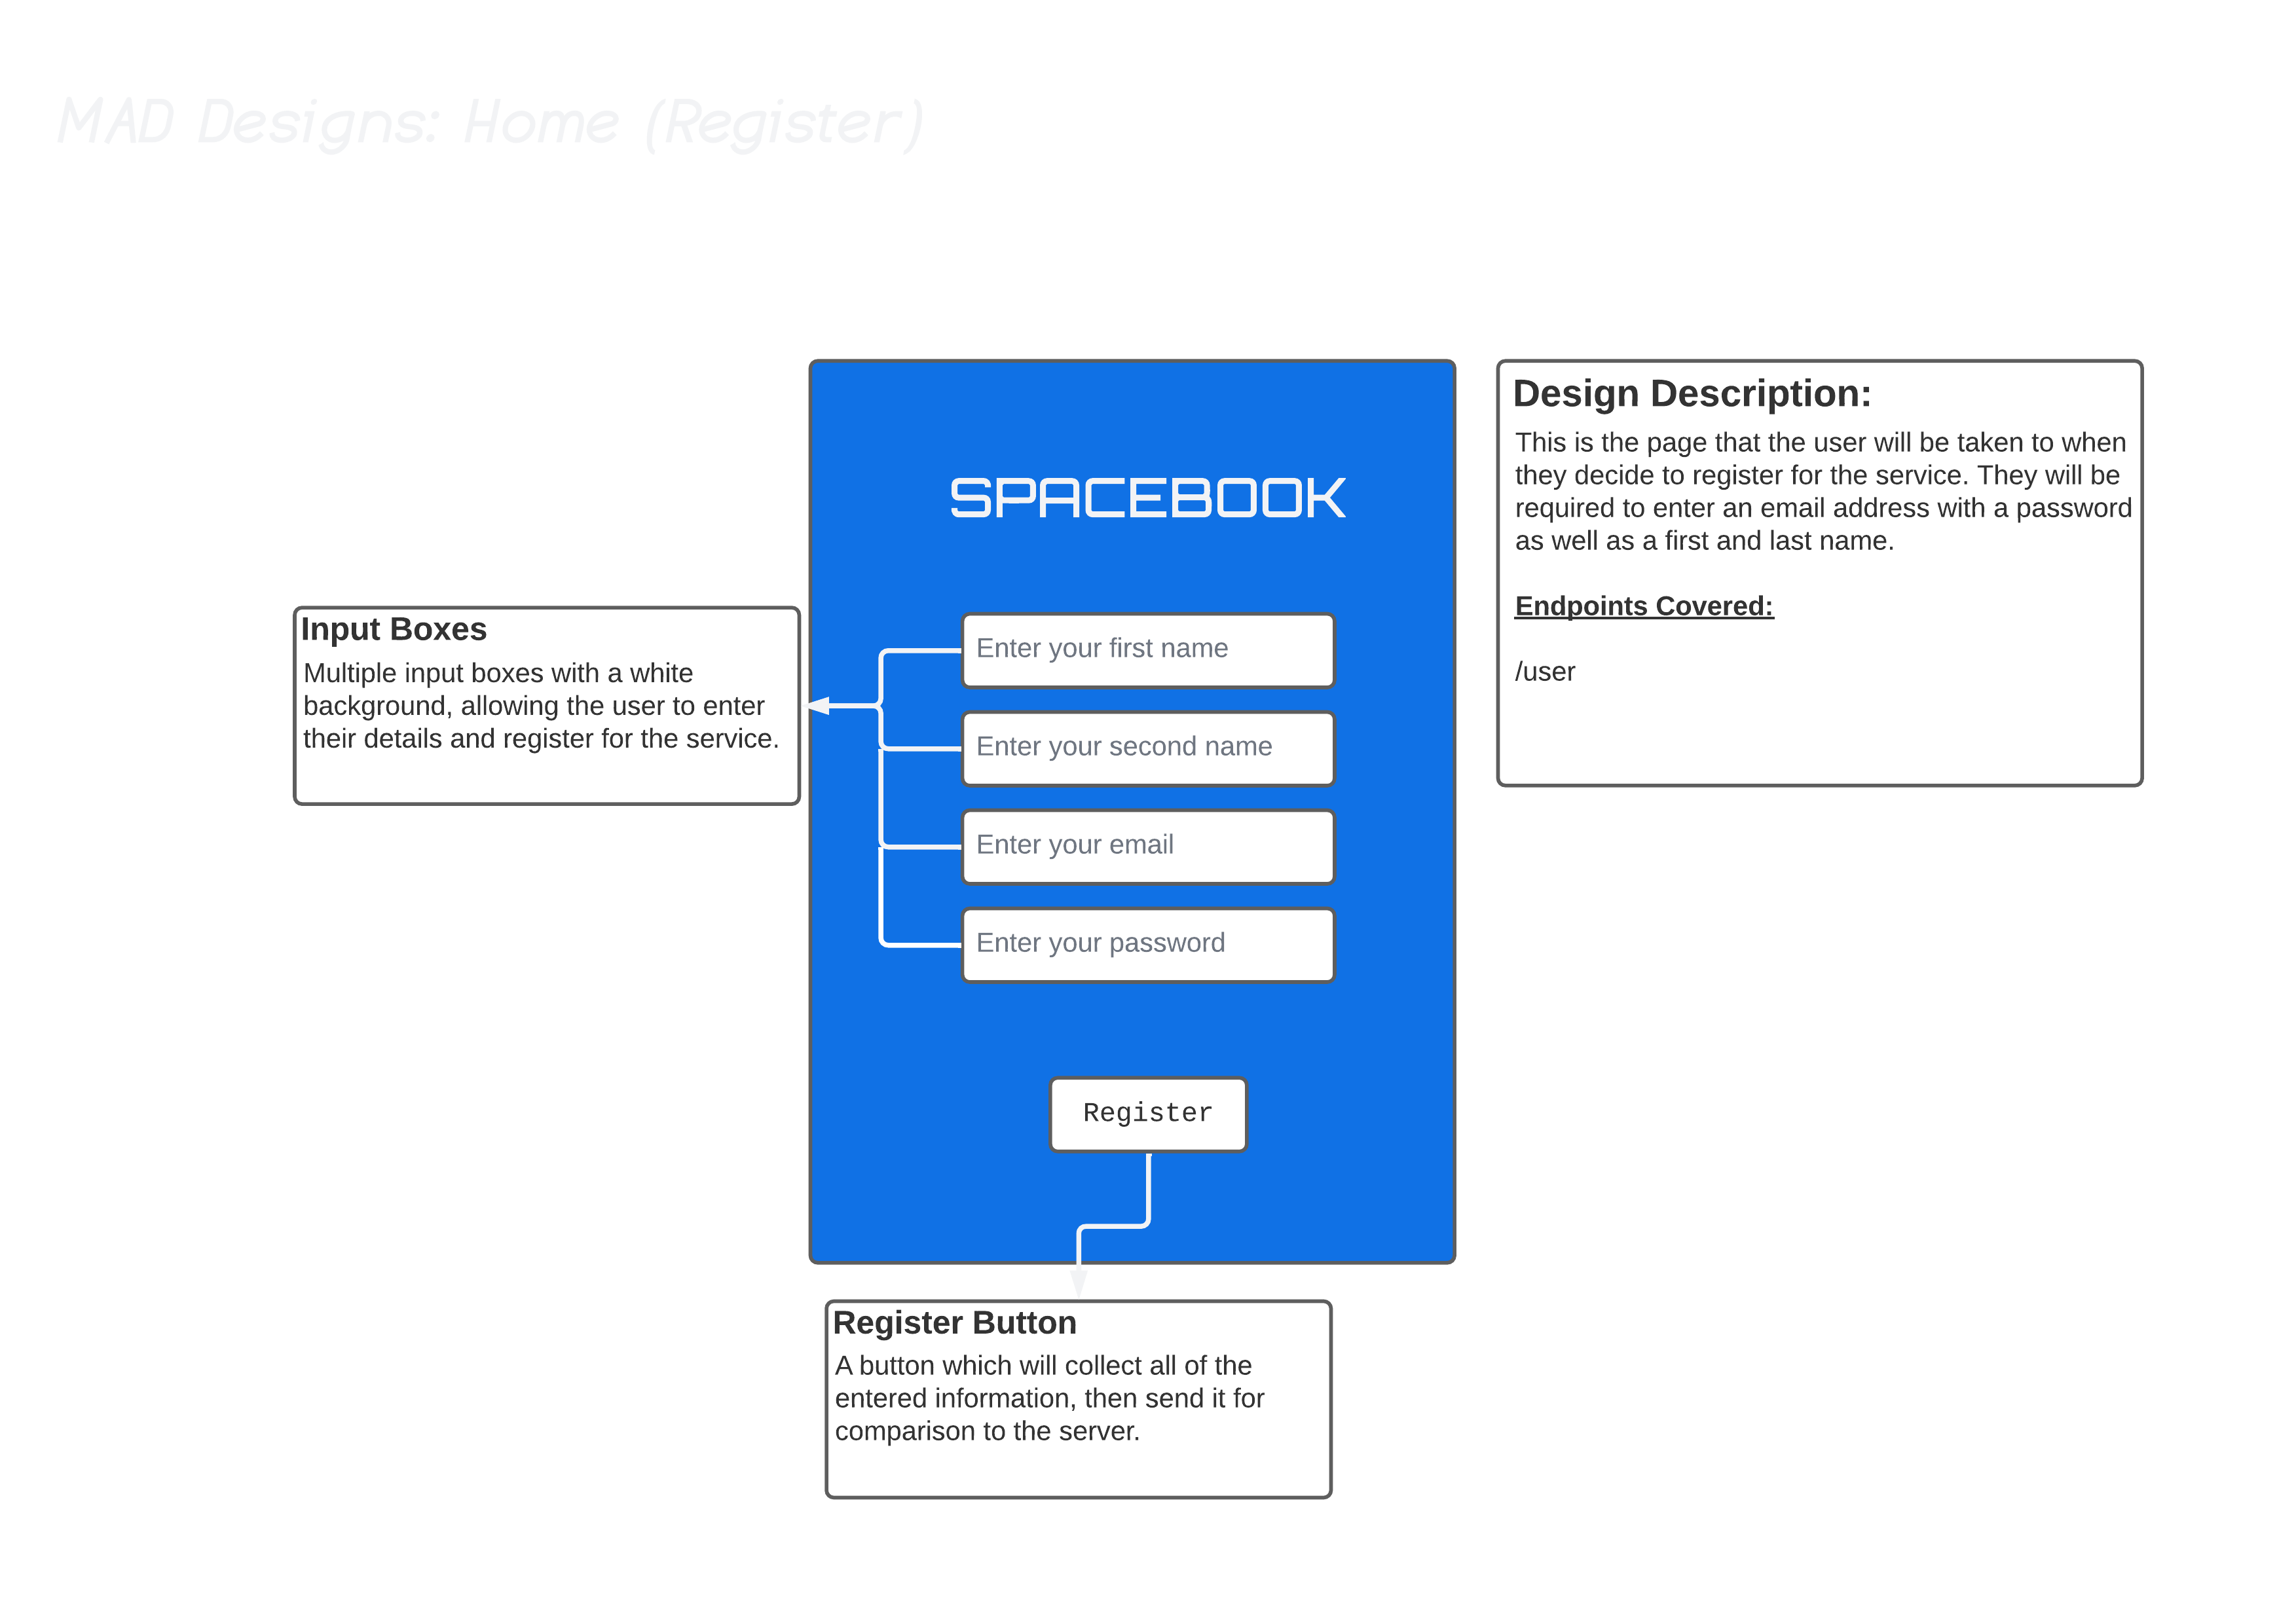 MAD Designs: Home (Register)
SPACEBOOK
Design Description:
This is the page that the user will be taken to when
they decide to register for the service. They will be
required to enter an email address with a password
as well as a first and last name.
Endpoints Covered:
/user
Input Boxes
Multiple input boxes with a white
background, allowing the user to enter
their details and register for the service.
Enter your first name
Enter your second name
Enter your email
Enter your password
Register
Register Button
A button which will collect all of the
entered information, then send it for
comparison to the server.